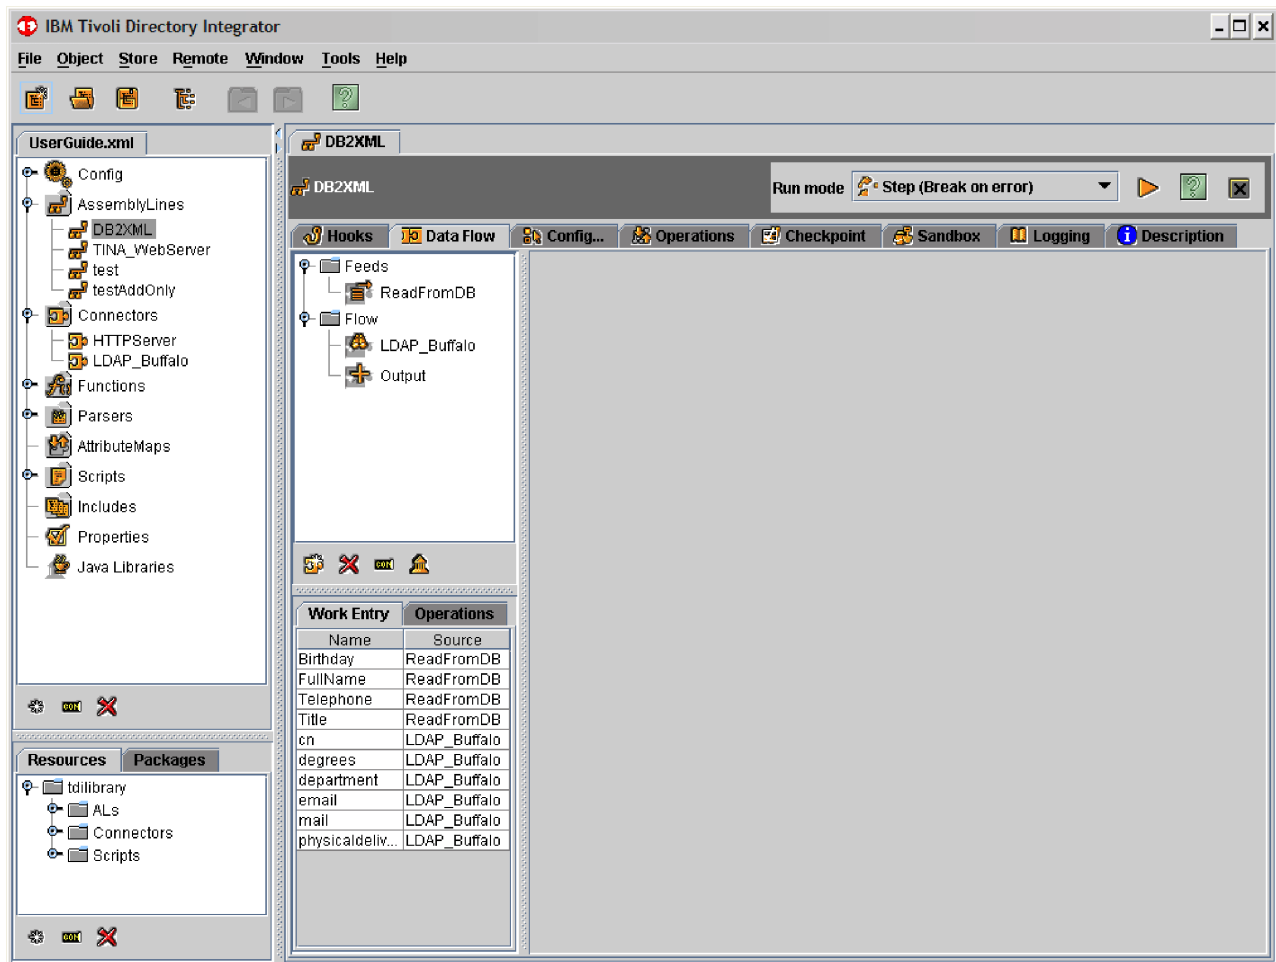 IBM Tivoli Directory Integrator
File Object Store Remote Window Tools Help
UserGuide.xml
Config
AssemblyLines
DB2XML
TINA_WebServer
test
testAddOnly
Connectors
HTTPServer
LDAP_Buffalo
Functions
Parsers
AttributeMaps
Scripts
Includes
Properties
Java Libraries
Resources Packages
tdilibrary
ALs
Connectors
Scripts
DB2XML
DB2XML
Run mode Step (Break on error)
Hooks Data Flow Config... Operations Checkpoint Sandbox Logging Description
Feeds
ReadFromDB
Flow
LDAP_Buffalo
Output
Work Entry Operations
Name Source
Birthday ReadFromDB
FullName ReadFromDB
Telephone ReadFromDB
Title ReadFromDB
cn LDAP_Buffalo
degrees LDAP_Buffalo
department LDAP_Buffalo
email LDAP_Buffalo
mail LDAP_Buffalo
physicaldeliv... LDAP_Buffalo